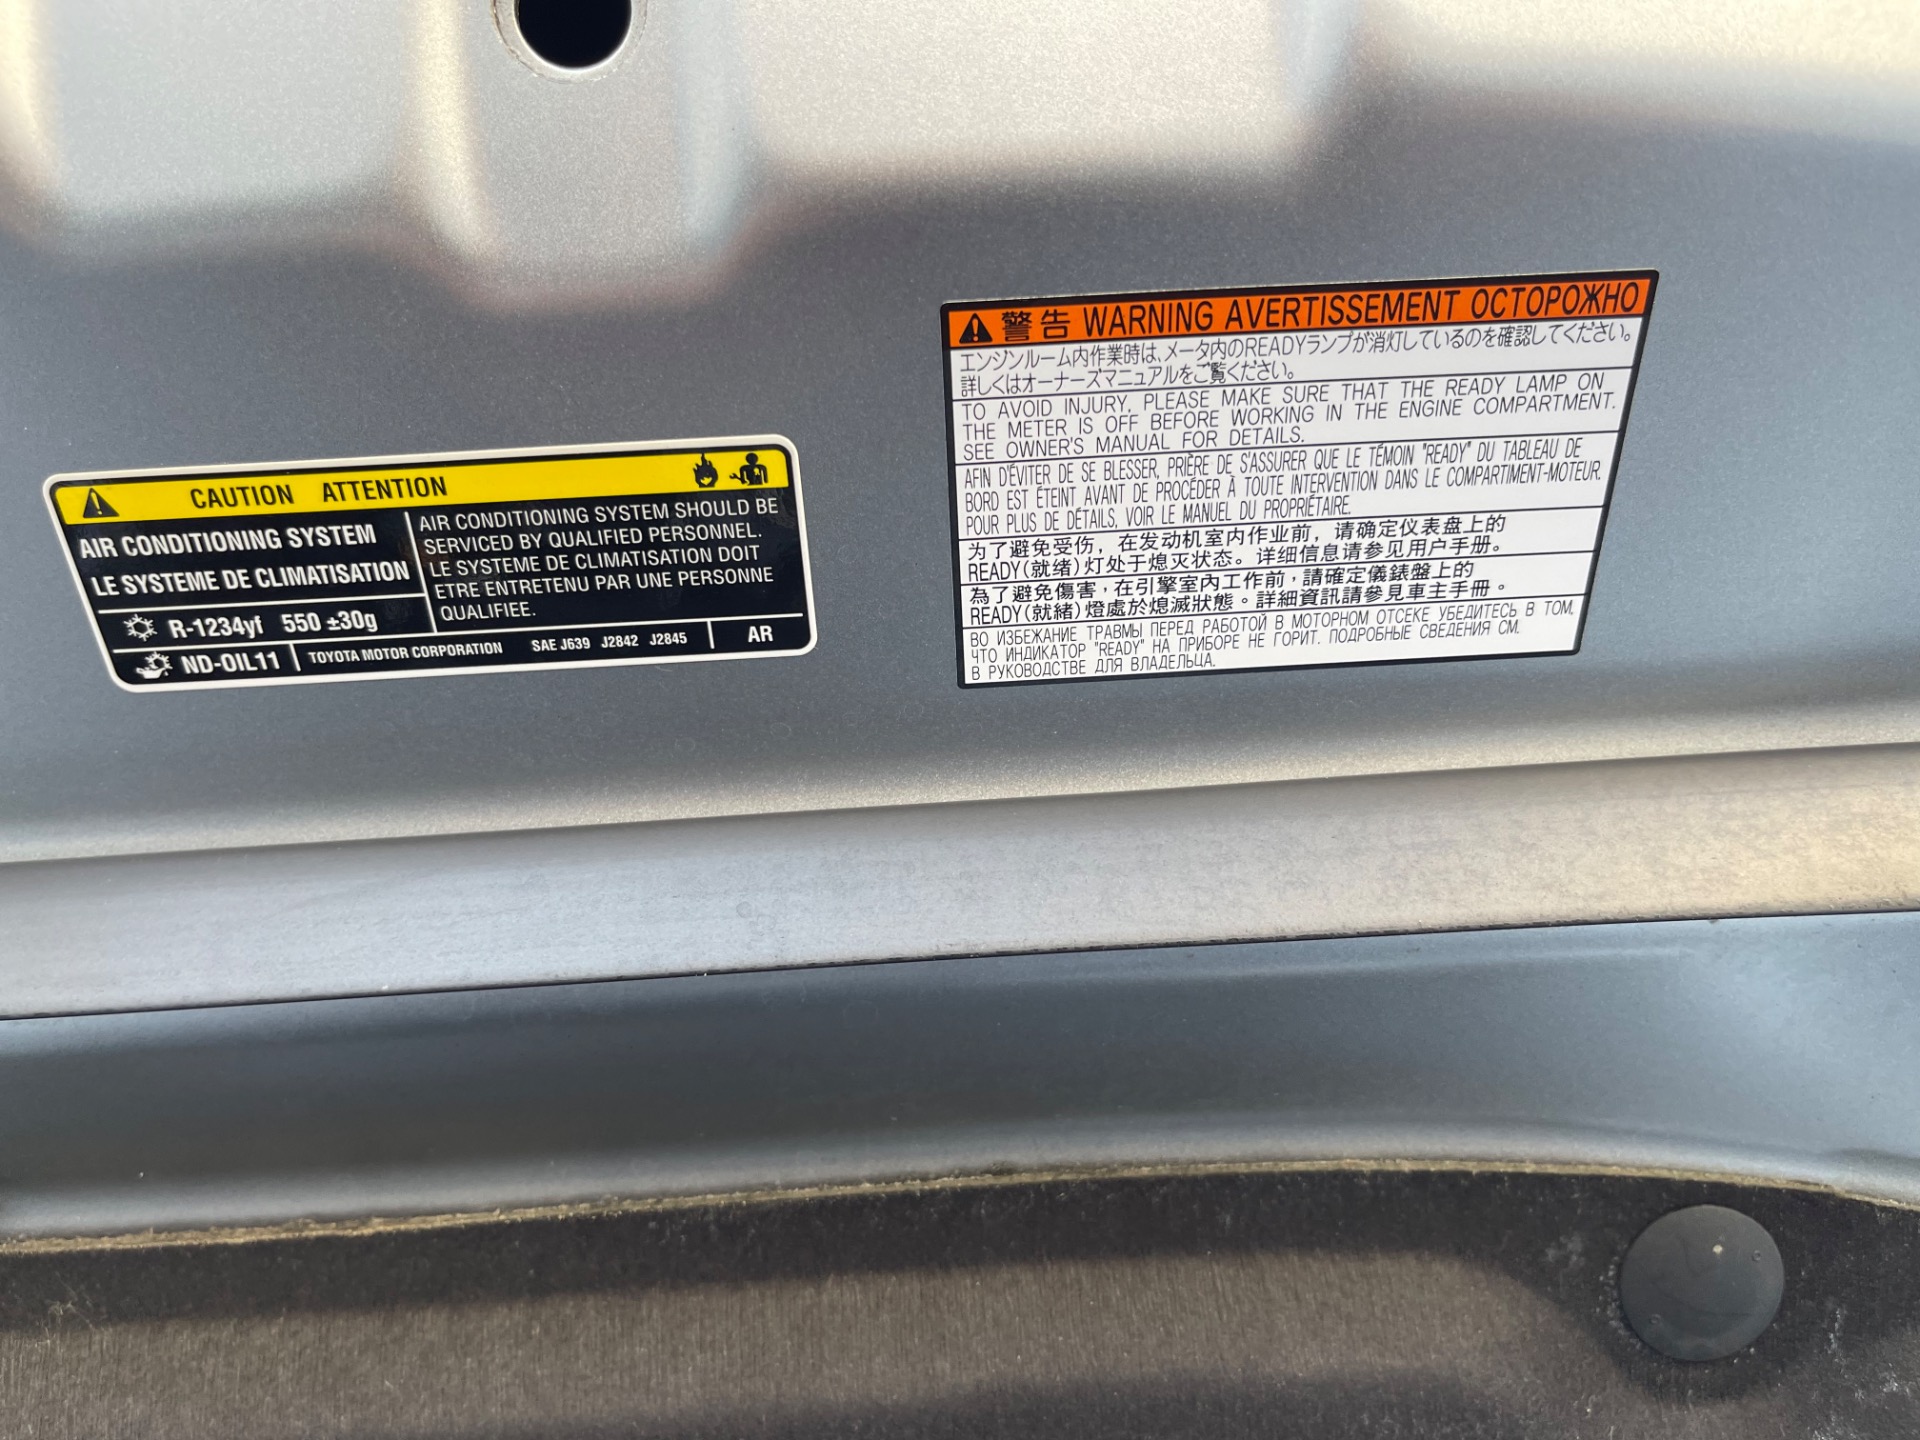 CAUTION ATTENTION
AIR CONDITIONING SYSTEM
LE SYSTEME DE CLIMATISATION
R-1234yf 550 ±30g
ND-OIL11
AIR CONDITIONING SYSTEM SHOULD BE
SERVICED BY QUALIFIED PERSONNEL.
LE SYSTEME DE CLIMATISATION DOIT
ETRE ENTRETENU PAR UNE PERSONNE
QUALIFIEE.
TOYOTA MOTOR CORPORATION SAE J639 J2842 J2845 AR
警告 WARNING AVERTISSEMENT ОСТОРОЖНО
エンジンルーム内作業時は、メータ内のREADYランプが消灯しているのを確認してください。
詳しくはオーナーズマニュアルをご覧ください。
TO AVOID INJURY, PLEASE MAKE SURE THAT THE READY LAMP ON
THE METER IS OFF BEFORE WORKING IN THE ENGINE COMPARTMENT.
SEE OWNER'S MANUAL FOR DETAILS.
AFIN D'ÉVITER DE SE BLESSER, PRIÈRE DE S'ASSURER QUE LE TÉMOIN "READY" DU TABLEAU DE
BORD EST ÉTEINT AVANT DE PROCÉDER À TOUTE INTERVENTION DANS LE COMPARTIMENT-MOTEUR.
POUR PLUS DE DÉTAILS, VOIR LE MANUEL DU PROPRIÉTAIRE.
为了避免受伤，在发动机室内作业前，请确定仪表盘上的
READY(就绪)灯处于熄灭状态。详细信息请参见用户手册。
為了避免傷害，在引擎室內工作前，請確定儀錶盤上的
READY(就緒)燈處於熄滅狀態。詳細資訊請參見車主手冊。
ВО ИЗБЕЖАНИЕ ТРАВМЫ ПЕРЕД РАБОТОЙ В МОТОРНОМ ОТСЕКЕ УБЕДИТЕСЬ В ТОМ,
ЧТО ИНДИКАТОР "READY" НА ПРИБОРЕ НЕ ГОРИТ. ПОДРОБНЫЕ СВЕДЕНИЯ СМ.
В РУКОВОДСТВЕ ДЛЯ ВЛАДЕЛЬЦА.